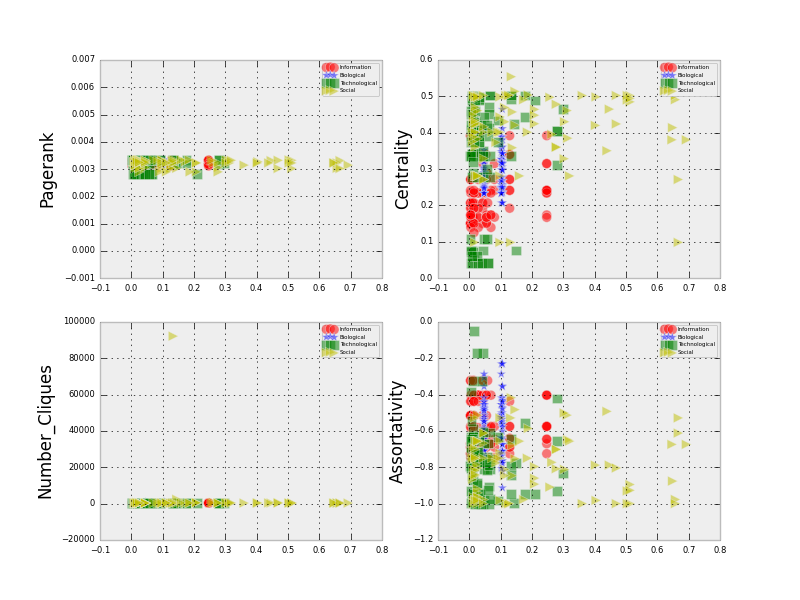 0.007
0.006
0.005
0.004
0.003
0.002
0.001
0.000
−0.001
−0.1 0.0 0.1 0.2 0.3 0.4 0.5 0.6 0.7 0.8
Pagerank
Information
Biological
Technological
Social
0.6
0.5
0.4
0.3
0.2
0.1
0.0
−0.1 0.0 0.1 0.2 0.3 0.4 0.5 0.6 0.7 0.8
Centrality
Information
Biological
Technological
Social
100000
80000
60000
40000
20000
0
−20000
−0.1 0.0 0.1 0.2 0.3 0.4 0.5 0.6 0.7 0.8
Number_Cliques
Information
Biological
Technological
Social
0.0
−0.2
−0.4
−0.6
−0.8
−1.0
−1.2
−0.1 0.0 0.1 0.2 0.3 0.4 0.5 0.6 0.7 0.8
Assortativity
Information
Biological
Technological
Social